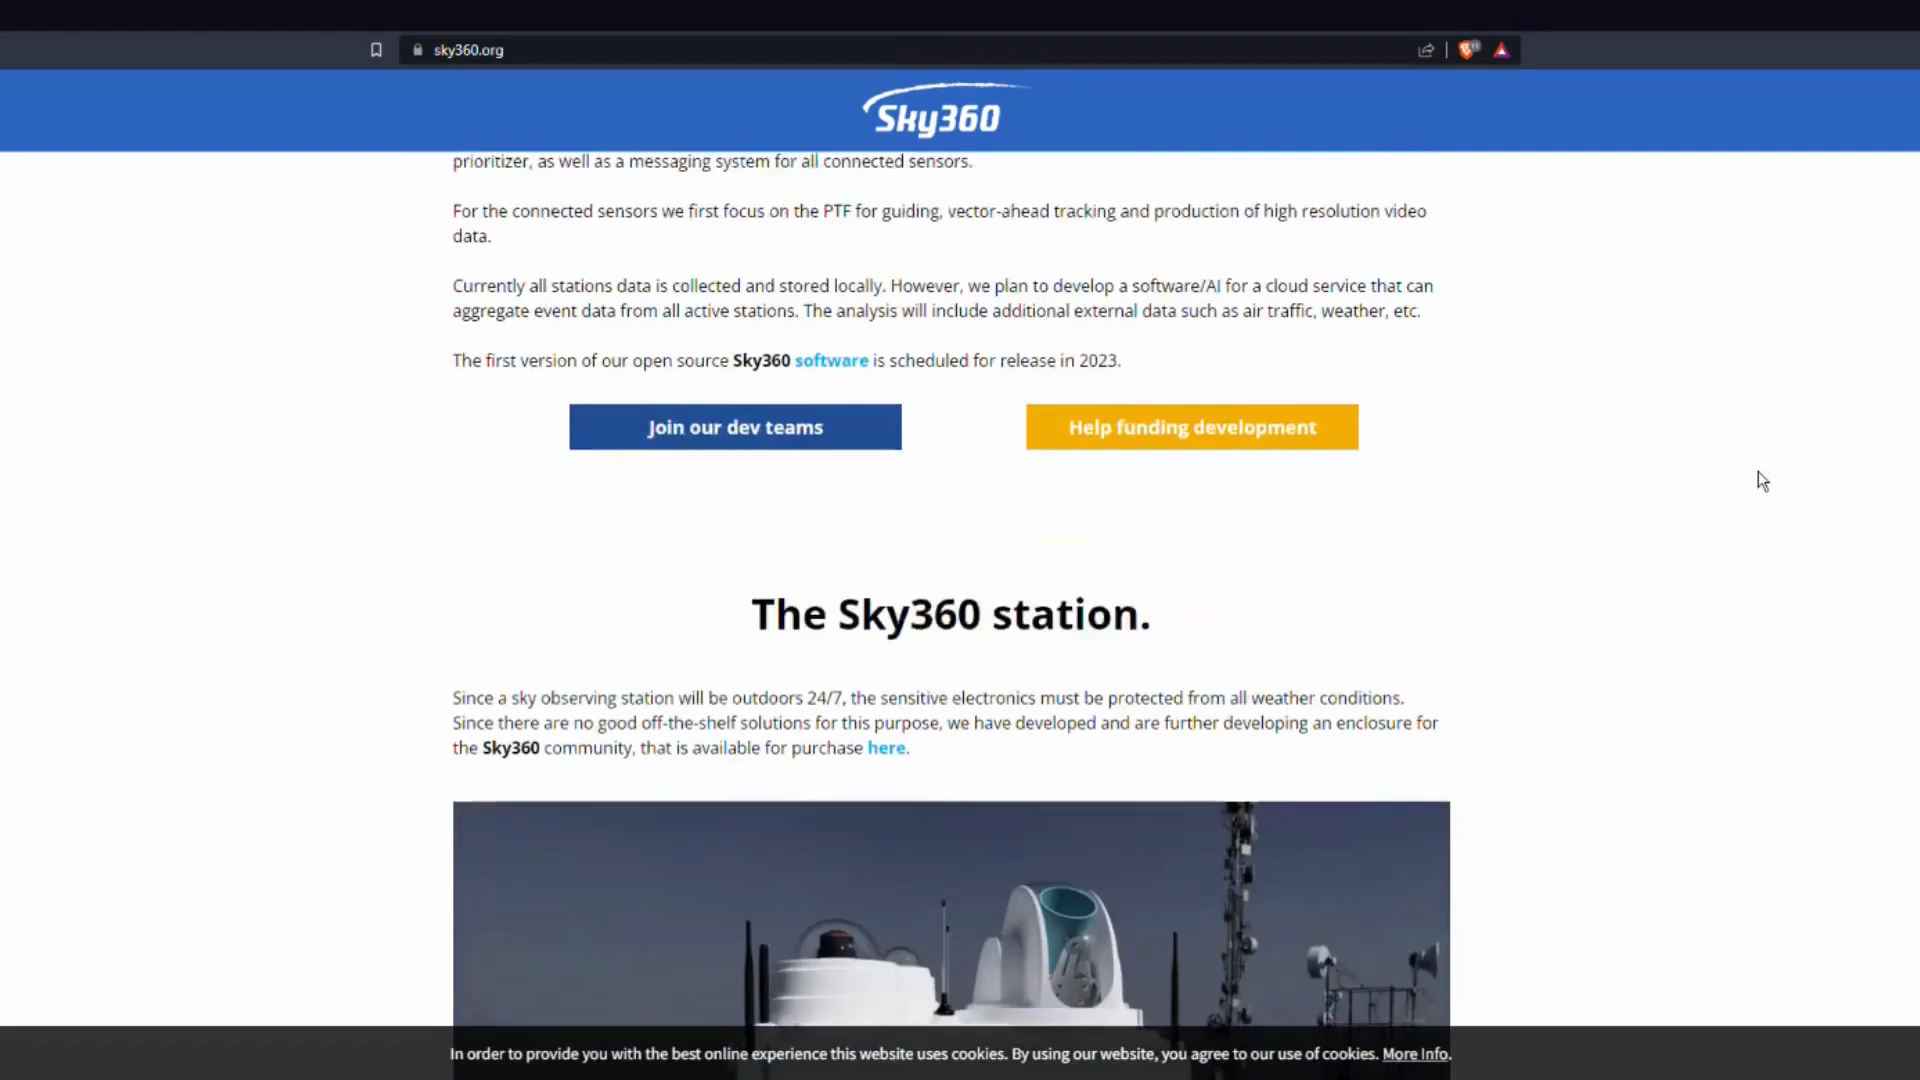 sky360.org
11
Sky360
prioritizer, as well as a messaging system for all connected sensors.
For the connected sensors we first focus on the PTF for guiding, vector-ahead tracking and production of high resolution video
data.
Currently all stations data is collected and stored locally. However, we plan to develop a software/AI for a cloud service that can
aggregate event data from all active stations. The analysis will include additional external data such as air traffic, weather, etc.
The first version of our open source Sky360 software is scheduled for release in 2023.
Join our dev teams
Help funding development
The Sky360 station.
Since a sky observing station will be outdoors 24/7, the sensitive electronics must be protected from all weather conditions.
Since there are no good off-the-shelf solutions for this purpose, we have developed and are further developing an enclosure for
the Sky360 community, that is available for purchase here.
In order to provide you with the best online experience this website uses cookies. By using our website, you agree to our use of cookies. More Info.